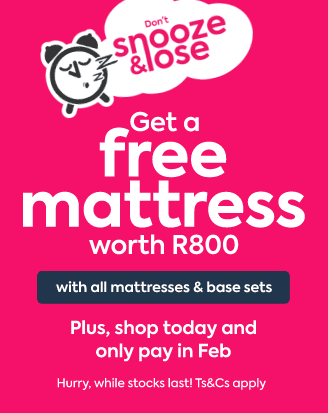 Don't
snooze
&lose
Get a
free
mattress
worth R800
with all mattresses & base sets
Plus, shop today and
only pay in Feb
Hurry, while stocks last! Ts&Cs apply